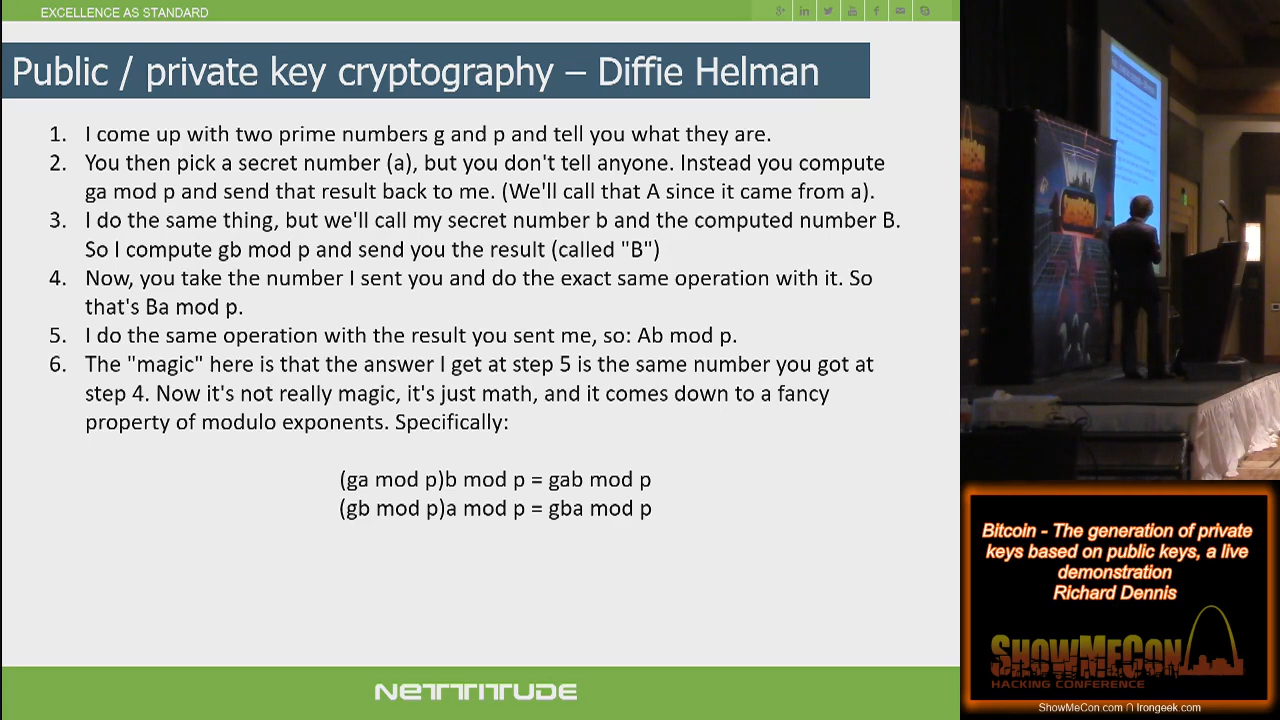 EXCELLENCE AS STANDARD
Public / private key cryptography – Diffie Helman
1. I come up with two prime numbers g and p and tell you what they are.
2. You then pick a secret number (a), but you don't tell anyone. Instead you compute
ga mod p and send that result back to me. (We'll call that A since it came from a).
3. I do the same thing, but we'll call my secret number b and the computed number B.
So I compute gb mod p and send you the result (called "B")
4. Now, you take the number I sent you and do the exact same operation with it. So
that's Ba mod p.
5. I do the same operation with the result you sent me, so: Ab mod p.
6. The "magic" here is that the answer I get at step 5 is the same number you got at
step 4. Now it's not really magic, it's just math, and it comes down to a fancy
property of modulo exponents. Specifically:
(ga mod p)b mod p = gab mod p
(gb mod p)a mod p = gba mod p
NETTITUDE
Bitcoin - The generation of private
keys based on public keys, a live
demonstration
Richard Dennis
SHOWMECON
HACKING CONFERENCE
ShowMeCon.com ∩ Irongeek.com